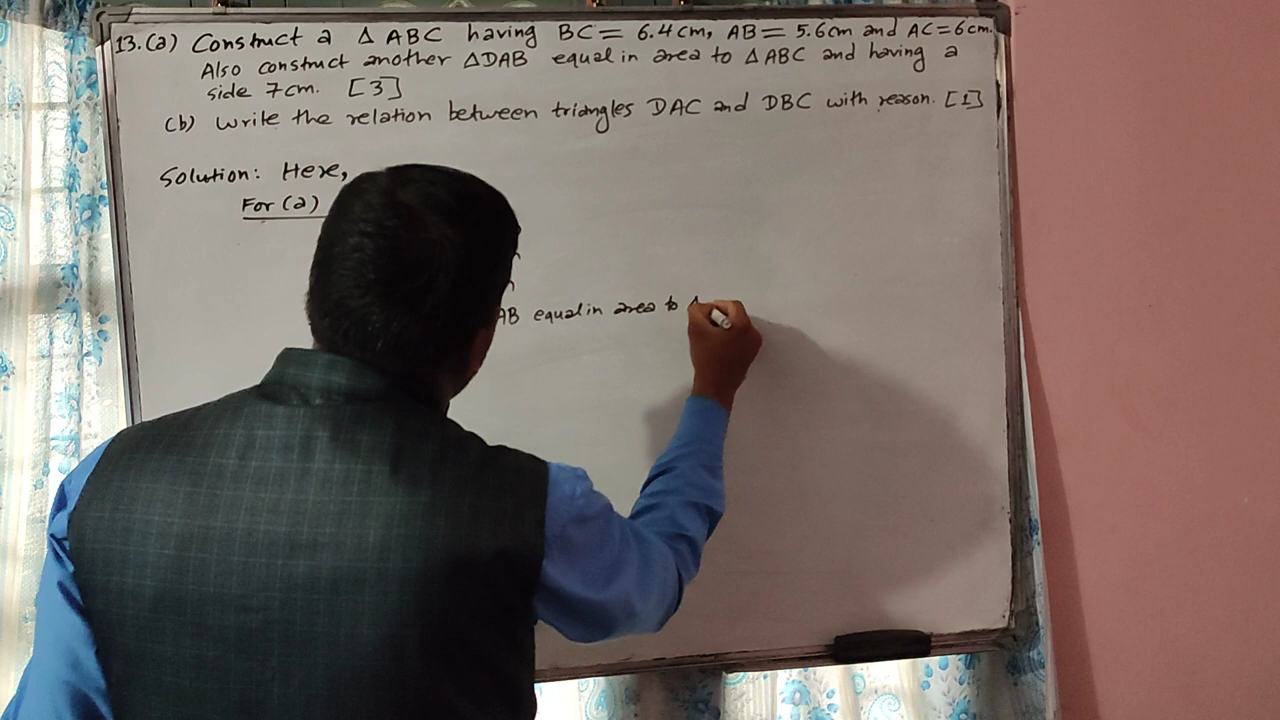 13.(a) Construct a Δ ABC having BC = 6.4cm, AB = 5.6cm and AC=6cm.
Also construct another ΔDAB equal in area to ΔABC and having a
side 7cm. [3]
(b) Write the relation between triangles DAC and DBC with reason. [1]
Solution: Here,
For (a)
AB equal in area to